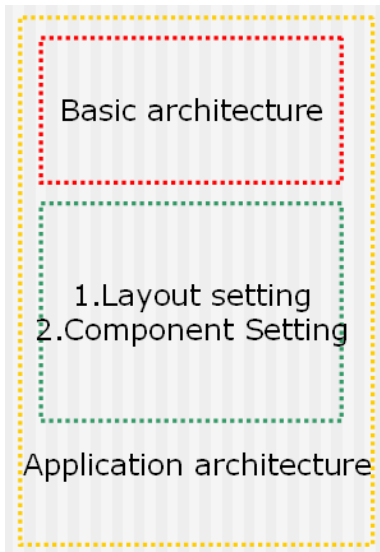 Basic architecture
1.Layout setting
2.Component Setting
Application architecture